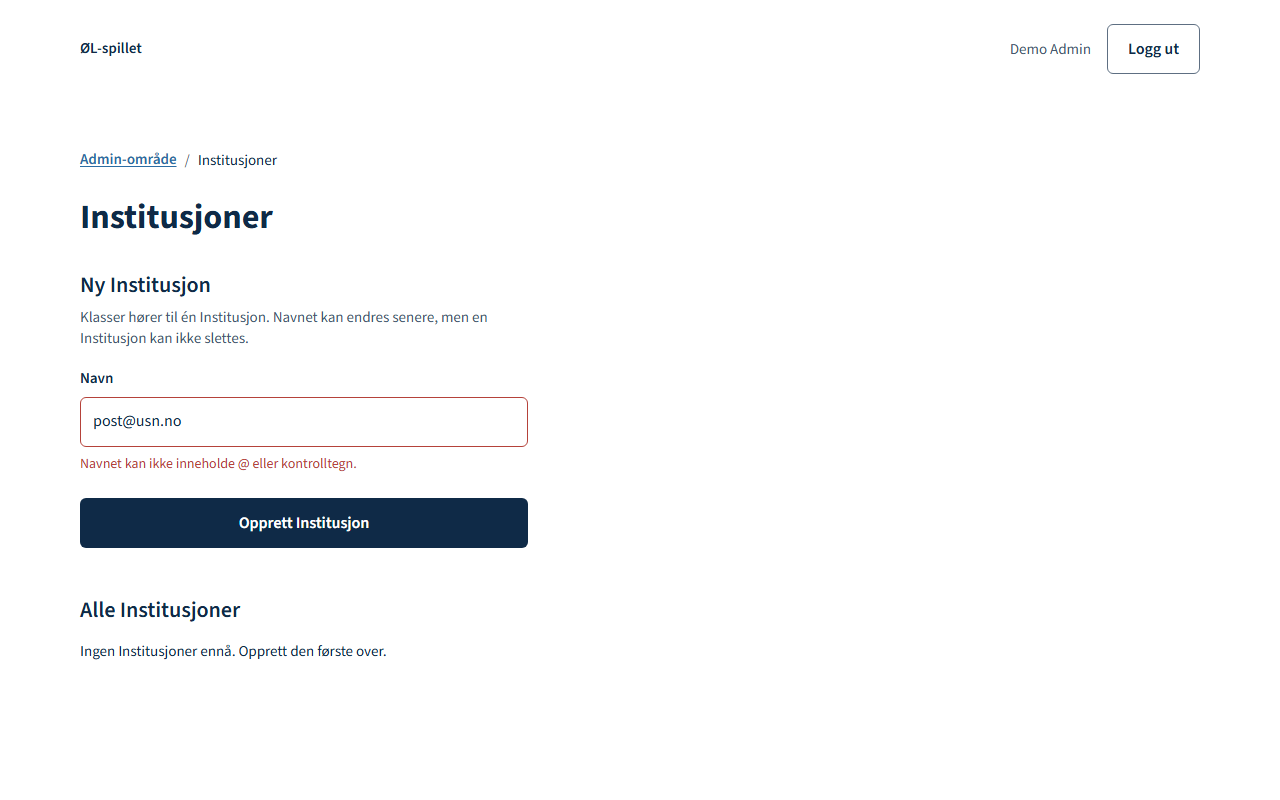 ØL-spillet
Demo Admin
Logg ut
Admin-område / Institusjoner
Institusjoner
Ny Institusjon
Klasser hører til én Institusjon. Navnet kan endres senere, men en
Institusjon kan ikke slettes.
Navn
post@usn.no
Navnet kan ikke inneholde @ eller kontrolltegn.
Opprett Institusjon
Alle Institusjoner
Ingen Institusjoner ennå. Opprett den første over.